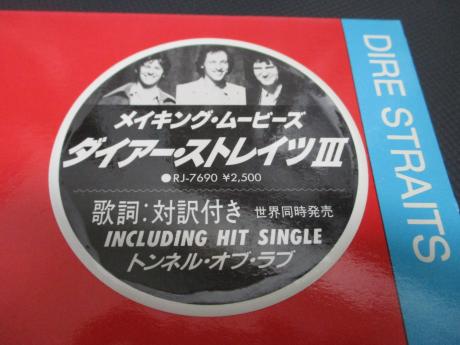 メイキング・ムービーズ
ダイアー・ストレイツIII
●RJ-7690 ¥2,500
歌詞:対訳付き 世界同時発売
INCLUDING HIT SINGLE
トンネル・オブ・ラブ
DIRE STRAITS